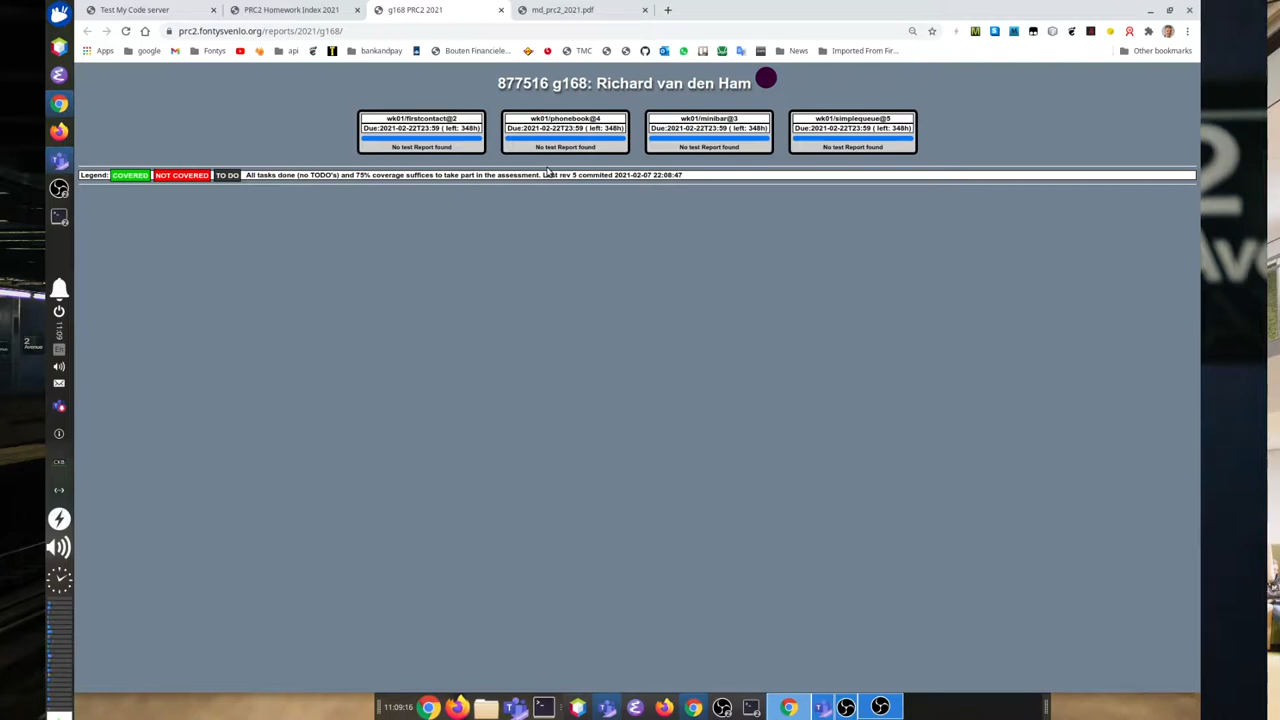 Test My Code server
PRC2 Homework Index 2021
g168 PRC2 2021
md_prc2_2021.pdf
prc2.fontysvenlo.org/reports/2021/g168/
Apps
google
Fontys
api
bankandpay
Bouten Financiele...
TMC
News
Imported From Fir...
Other bookmarks
877516 g168: Richard van den Ham
wk01/firstcontact@2
Due:2021-02-22T23:59 ( left: 348h)
No test Report found
wk01/phonebook@4
Due:2021-02-22T23:59 ( left: 348h)
No test Report found
wk01/minibar@3
Due:2021-02-22T23:59 ( left: 348h)
No test Report found
wk01/simplequeue@5
Due:2021-02-22T23:59 ( left: 348h)
No test Report found
Legend: COVERED NOT COVERED TO DO All tasks done (no TODO's) and 75% coverage suffices to take part in the assessment. Last rev 5 commited 2021-02-07 22:08:47
11:09
En
2
2
11:09:16